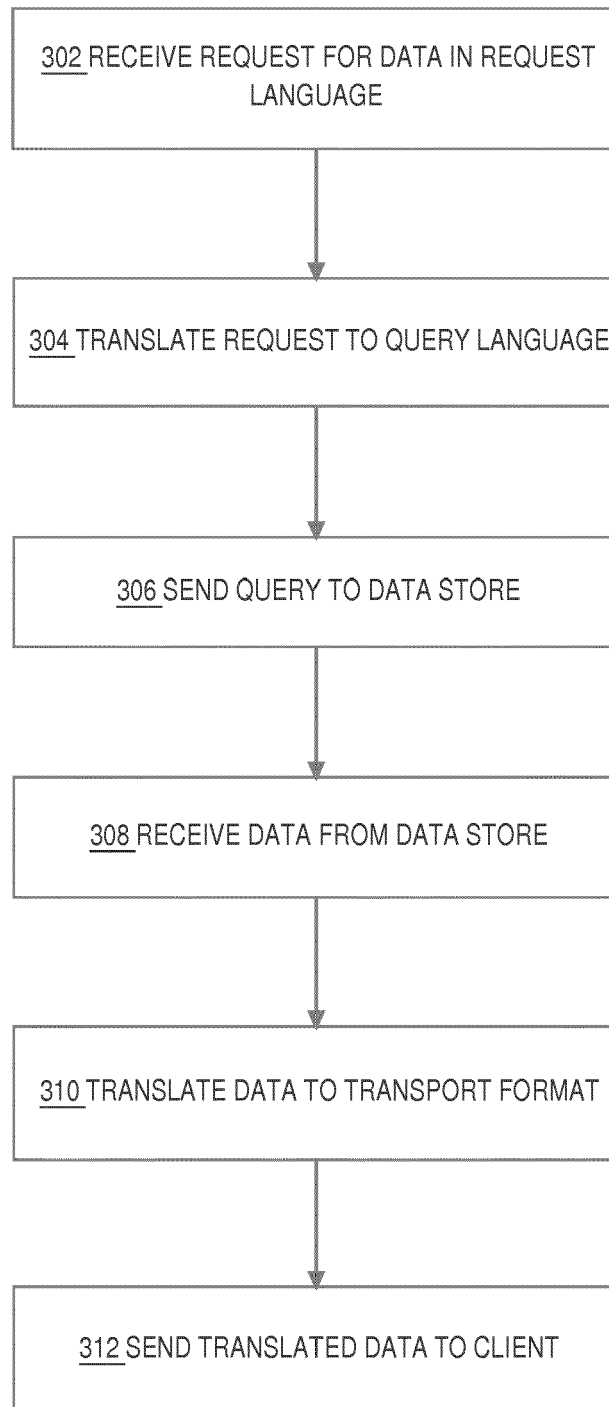 302 RECEIVE REQUEST FOR DATA IN REQUEST
LANGUAGE
304 TRANSLATE REQUEST TO QUERY LANGUAGE
306 SEND QUERY TO DATA STORE
308 RECEIVE DATA FROM DATA STORE
310 TRANSLATE DATA TO TRANSPORT FORMAT
312 SEND TRANSLATED DATA TO CLIENT